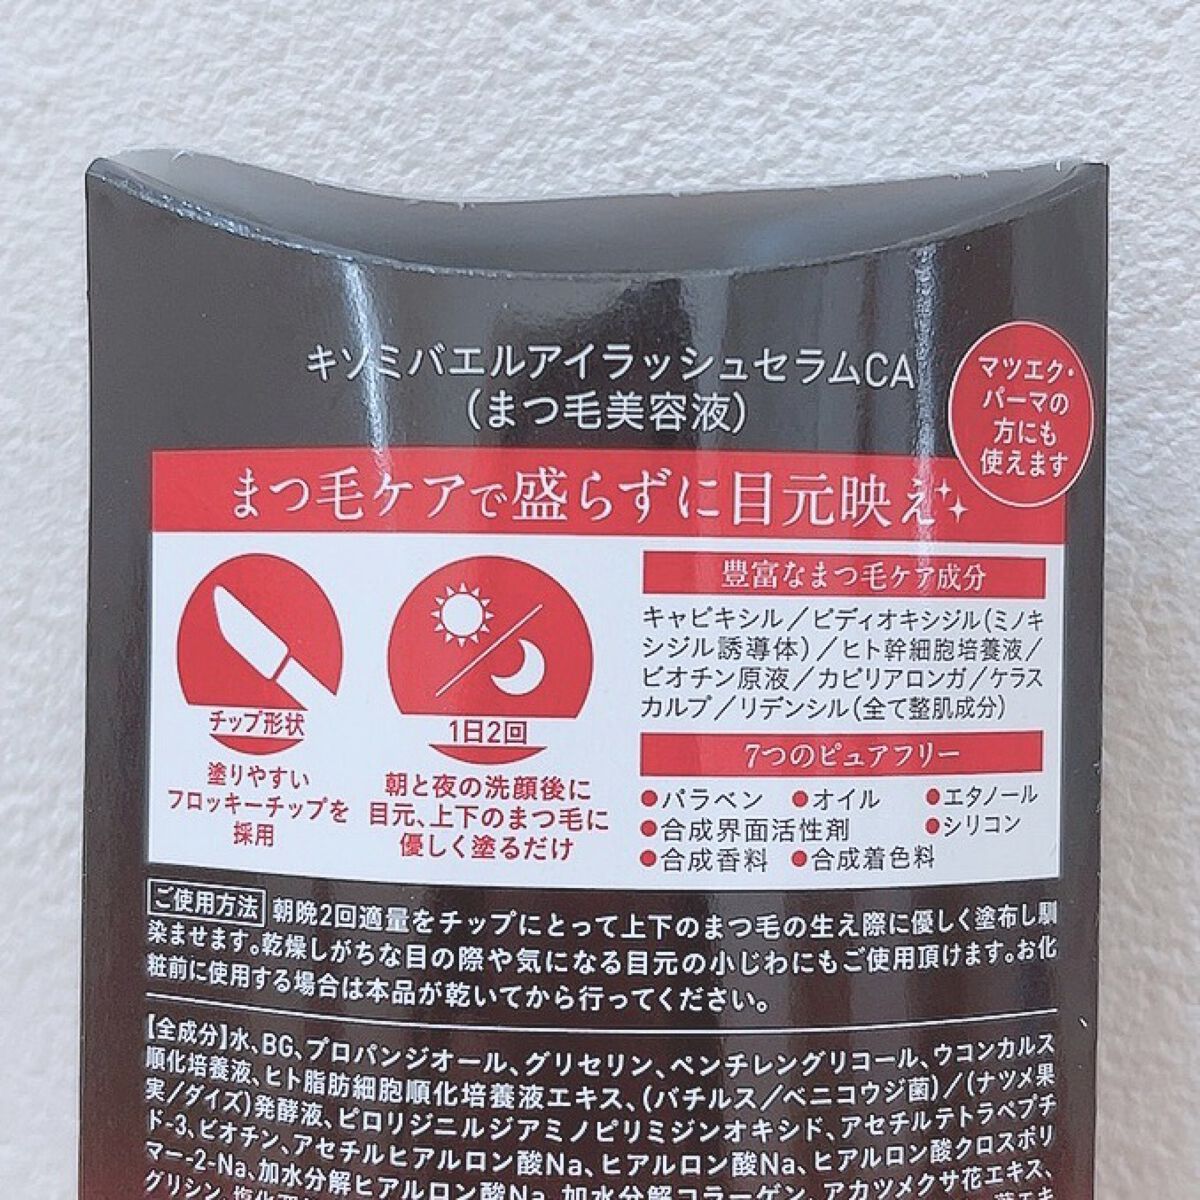 キソミバエルアイラッシュセラムCA
(まつ毛美容液)
マツエク・
パーマの
方にも
使えます
まつ毛ケアで盛らずに目元映え
チップ形状
塗りやすい
フロッキーチップを
採用
1日2回
朝と夜の洗顔後に
目元、上下のまつ毛に
優しく塗るだけ
豊富なまつ毛ケア成分
キャピキシル/ピディオキシジル(ミノキ
シジル誘導体)/ヒト幹細胞培養液/
ビオチン原液/カピリアロンガ/ケラス
カルプ/リデンシル(全て整肌成分)
7つのピュアフリー
●パラベン ●オイル ●エタノール
●合成界面活性剤 ●シリコン
●合成香料 ●合成着色料
ご使用方法 朝晩2回適量をチップにとって上下のまつ毛の生え際に優しく塗布し馴
染ませます。乾燥しがちな目の際や気になる目元の小じわにもご使用頂けます。お化
粧前に使用する場合は本品が乾いてから行ってください。
【全成分】水、BG、プロパンジオール、グリセリン、ペンチレングリコール、ウコンカルス
順化培養液、ヒト脂肪細胞順化培養液エキス、(バチルス/ベニコウジ菌)/(ナツメ果
実/ダイズ)発酵液、ピロリジニルジアミノピリミジンオキシド、アセチルテトラペプチ
ド-3、ビオチン、アセチルヒアルロン酸Na、ヒアルロン酸Na、ヒアルロン酸クロスポリ
マー-2-Na、加水分解ヒアルロン酸Na、加水分解コラーゲン、アカツメクサ花エキス、
グリシン、